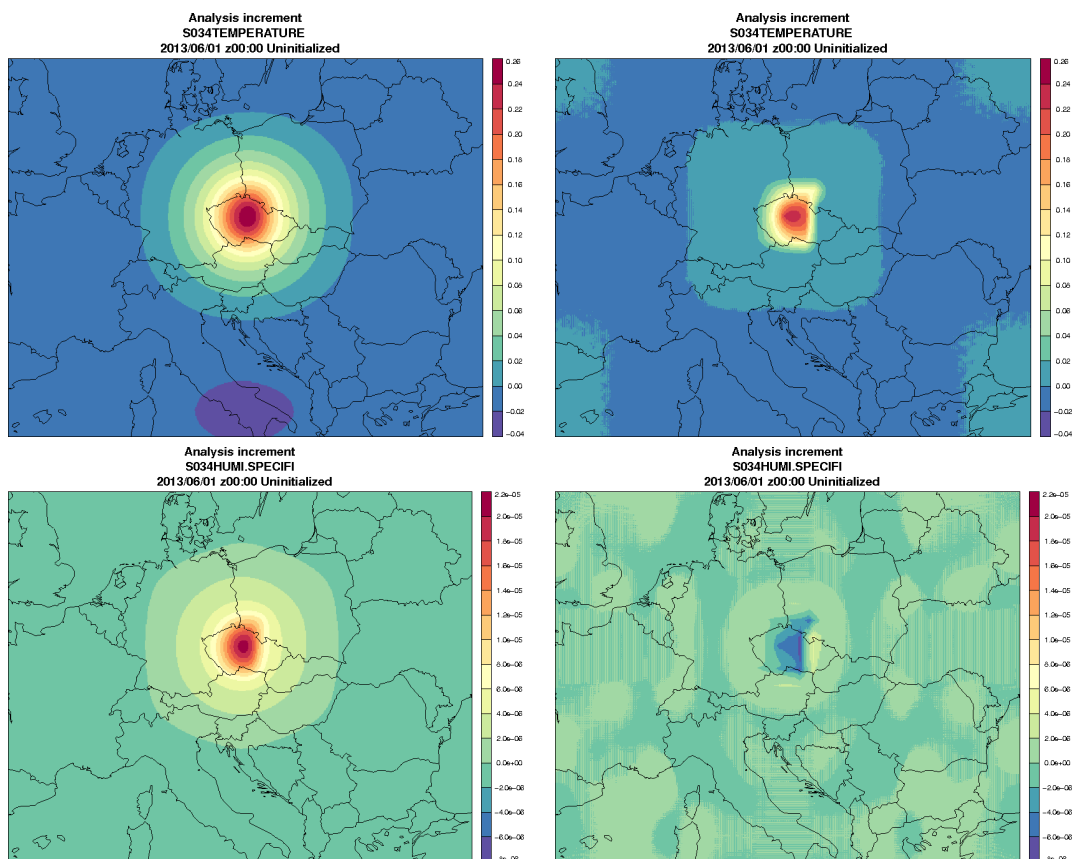 Analysis increment
S034TEMPERATURE
2013/06/01 z00:00 Uninitialized
0.26
0.24
0.22
0.20
0.18
0.16
0.14
0.12
0.10
0.08
0.06
0.04
0.02
0.00
−0.02
−0.04
Analysis increment
S034TEMPERATURE
2013/06/01 z00:00 Uninitialized
0.26
0.24
0.22
0.20
0.18
0.16
0.14
0.12
0.10
0.08
0.06
0.04
0.02
0.00
−0.02
−0.04
Analysis increment
S034HUMI.SPECIFI
2013/06/01 z00:00 Uninitialized
2.2e−05
2.0e−05
1.8e−05
1.6e−05
1.4e−05
1.2e−05
1.0e−05
8.0e−06
6.0e−06
4.0e−06
2.0e−06
0.0e+00
−2.0e−06
−4.0e−06
−6.0e−06
Analysis increment
S034HUMI.SPECIFI
2013/06/01 z00:00 Uninitialized
2.2e−05
2.0e−05
1.8e−05
1.6e−05
1.4e−05
1.2e−05
1.0e−05
8.0e−06
6.0e−06
4.0e−06
2.0e−06
0.0e+00
−2.0e−06
−4.0e−06
−6.0e−06